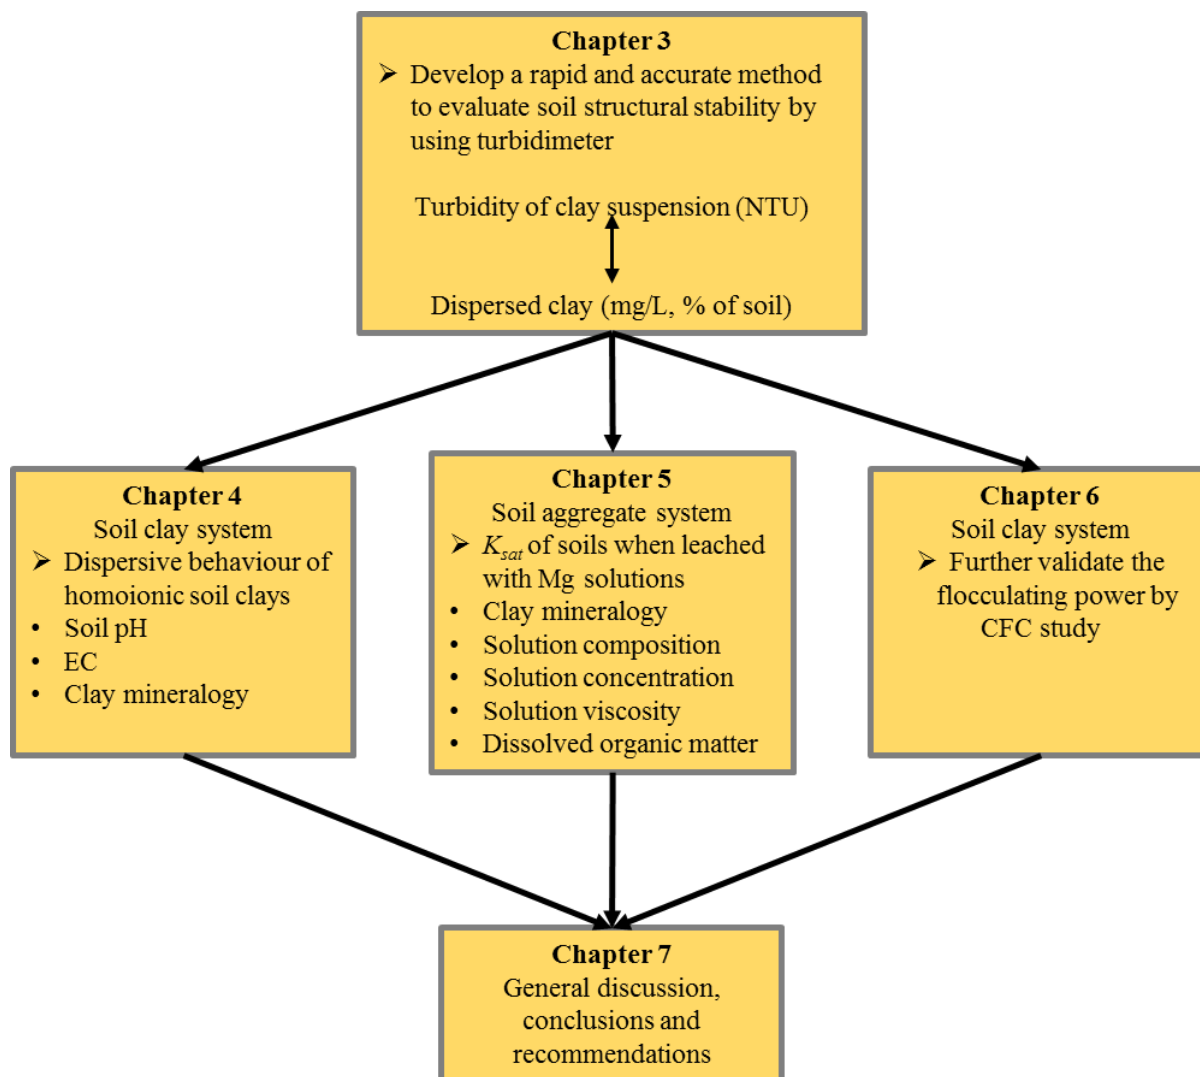 Chapter 3
➤ Develop a rapid and accurate method
to evaluate soil structural stability by
using turbidimeter
Turbidity of clay suspension (NTU)
Dispersed clay (mg/L, % of soil)
Chapter 4
Soil clay system
➤ Dispersive behaviour of
homoionic soil clays
• Soil pH
• EC
• Clay mineralogy
Chapter 5
Soil aggregate system
➤ Ksat of soils when leached
with Mg solutions
• Clay mineralogy
• Solution composition
• Solution concentration
• Solution viscosity
• Dissolved organic matter
Chapter 6
Soil clay system
➤ Further validate the
flocculating power by
CFC study
Chapter 7
General discussion,
conclusions and
recommendations